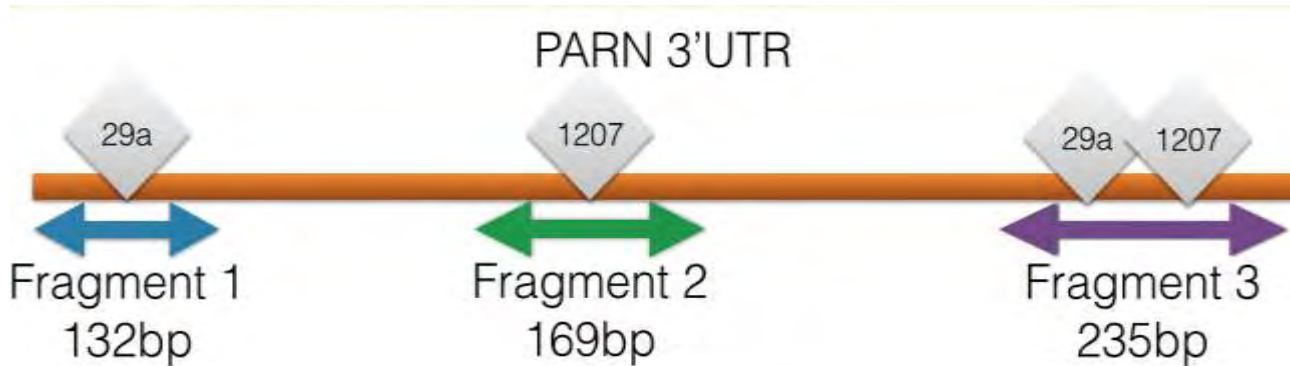 PARN 3'UTR
29a
1207
29a
1207
Fragment 1
132bp
Fragment 2
169bp
Fragment 3
235bp